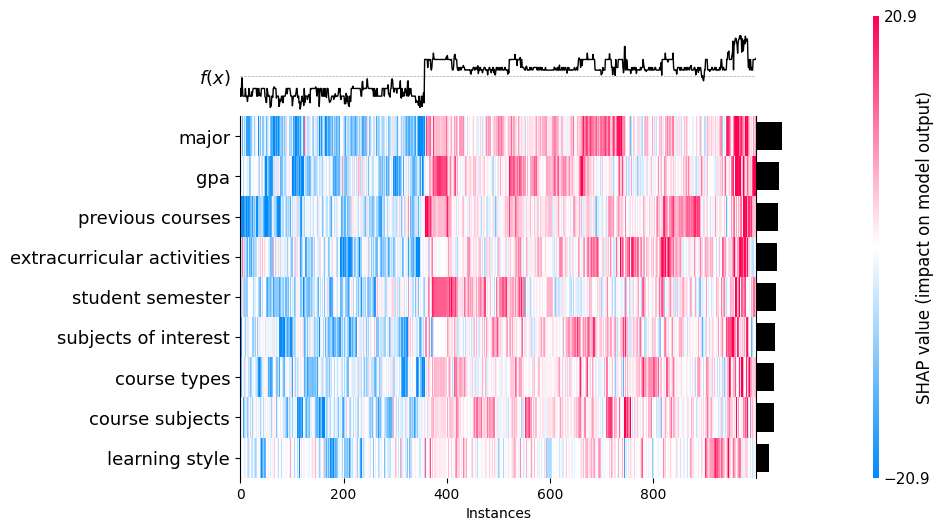 20.9
f(x)
major
gpa
previous courses
extracurricular activities
student semester
subjects of interest
course types
course subjects
learning style
SHAP value (impact on model output)
−20.9
0 200 400 600 800
Instances